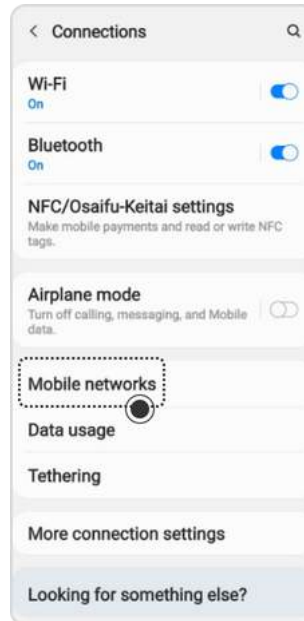 Connections
Wi-Fi
On
Bluetooth
On
NFC/Osaifu-Keitai settings
Make mobile payments and read or write NFC
tags.
Airplane mode
Turn off calling, messaging, and Mobile
data.
Mobile networks
Data usage
Tethering
More connection settings
Looking for something else?